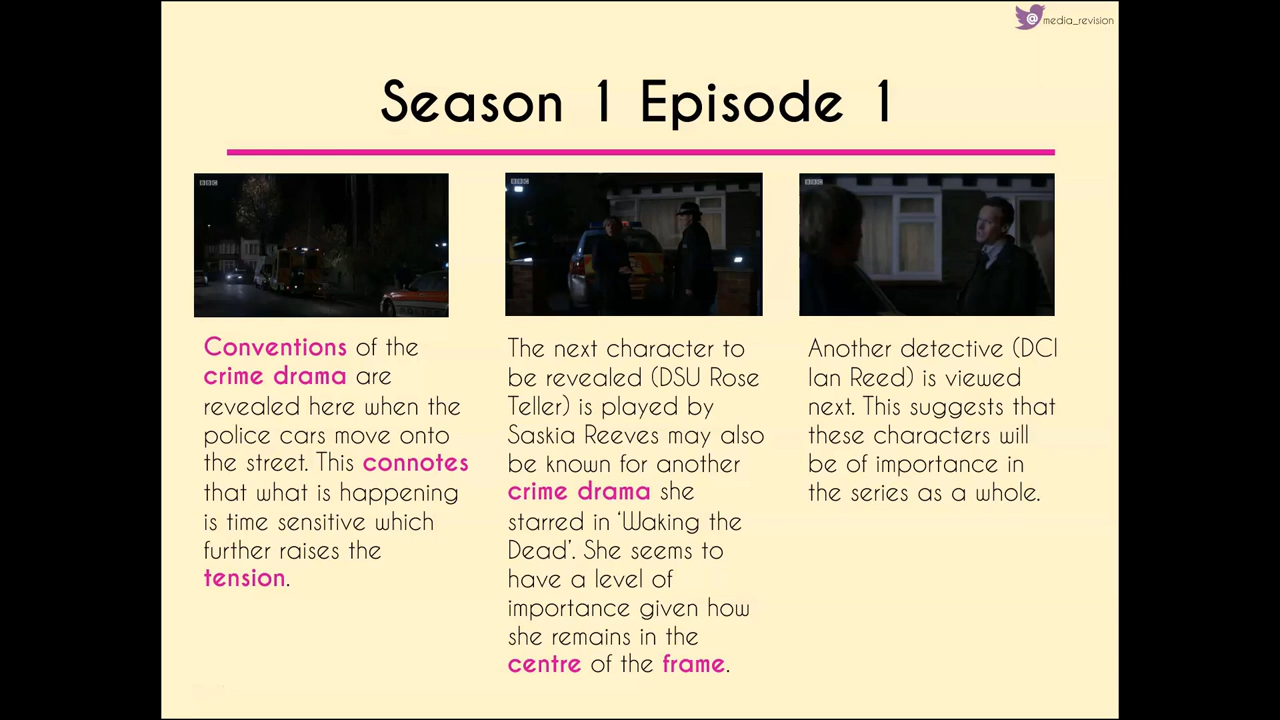 @media_revision
Season 1 Episode 1
BBC
BBC
BBC
Conventions of the
crime drama are
revealed here when the
police cars move onto
the street. This connotes
that what is happening
is time sensitive which
further raises the
tension.
The next character to
be revealed (DSU Rose
Teller) is played by
Saskia Reeves may also
be known for another
crime drama she
starred in ‘Waking the
Dead’. She seems to
have a level of
importance given how
she remains in the
centre of the frame.
Another detective (DCI
Ian Reed) is viewed
next. This suggests that
these characters will
be of importance in
the series as a whole.